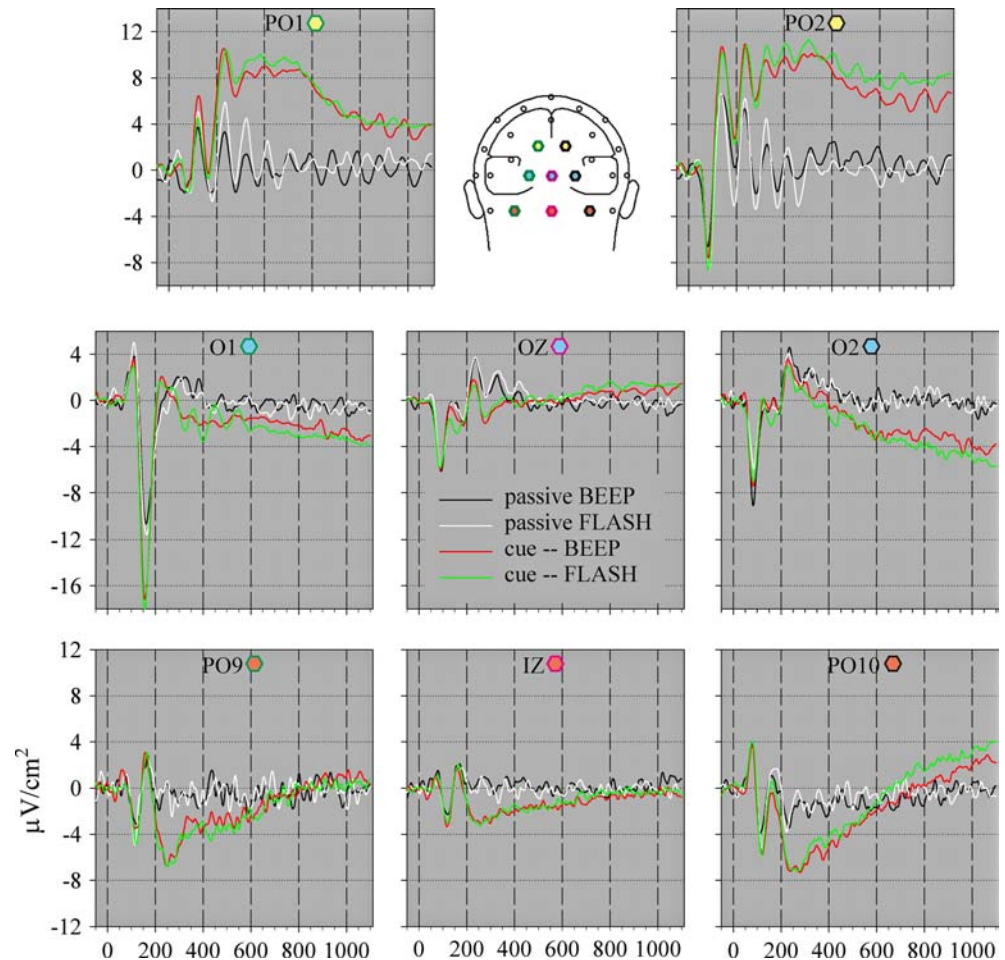 PO1
PO2
12
8
4
0
-4
-8
O1
OZ
O2
4
0
-4
-8
-12
-16
passive BEEP
passive FLASH
cue -- BEEP
cue -- FLASH
PO9
IZ
PO10
12
8
4
0
-4
-8
-12
μV/cm²
0 200 400 600 800 1000
0 200 400 600 800 1000
0 200 400 600 800 1000